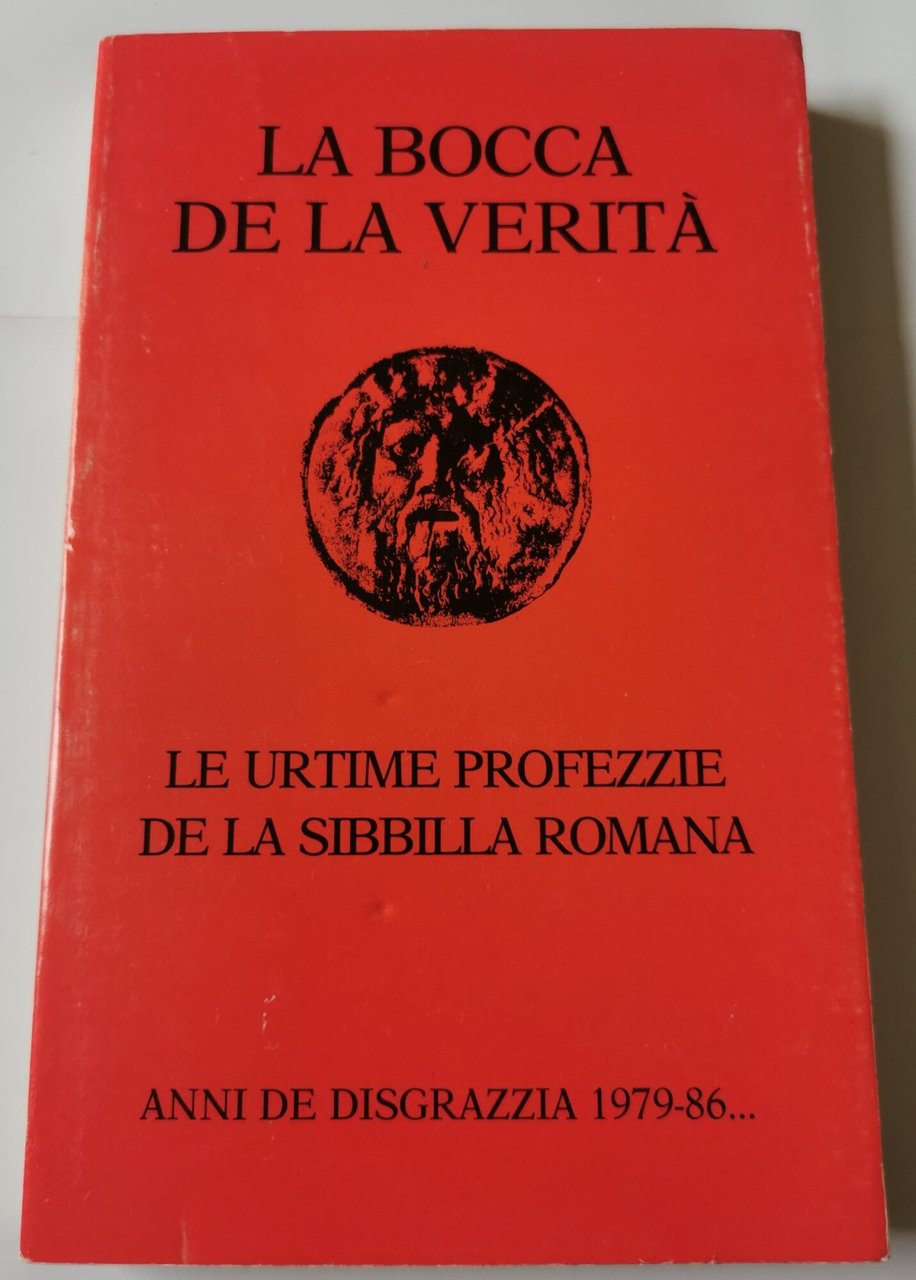 LA BOCCA
DE LA VERITÀ
LE URTIME PROFEZZIE
DE LA SIBBILLA ROMANA
ANNI DE DISGRAZZIA 1979-86...